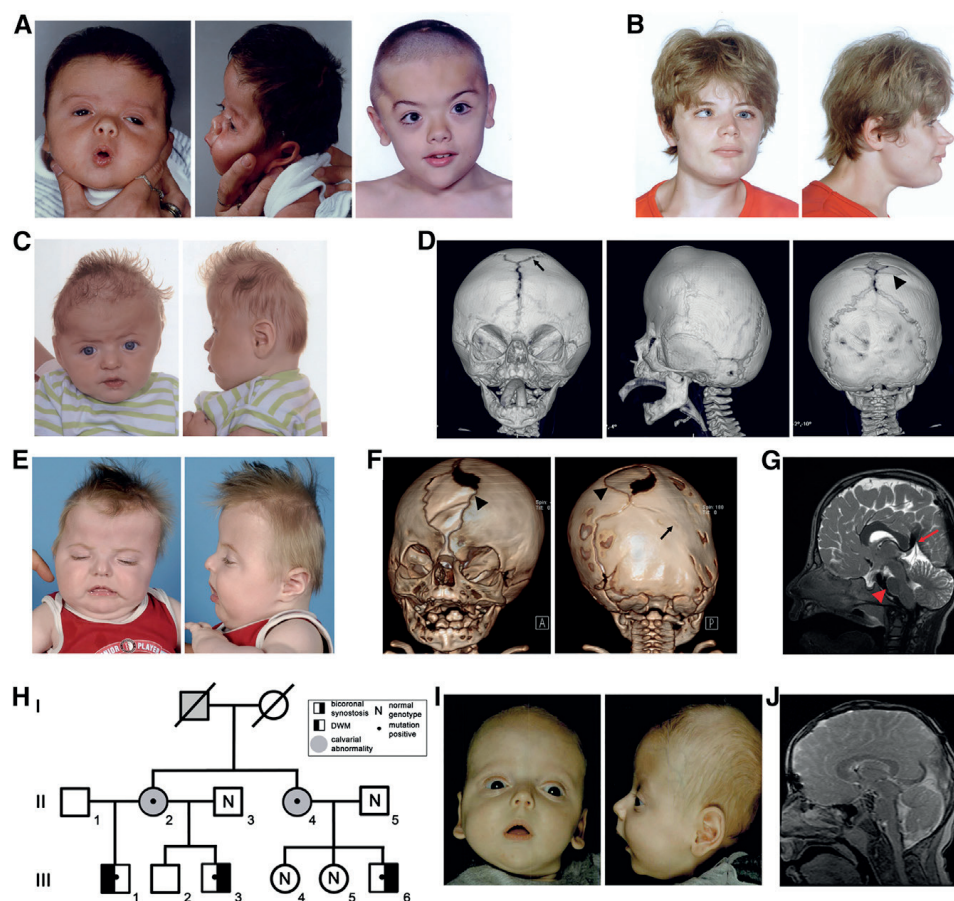 A
B
C
D
E
F
G
A
P
H
I
II
III
bicoronal synostosis
N normal genotype
DWM
mutation positive
calvarial abnormality
1
2
N
3
4
N
5
1
2
3
N
4
N
5
6
I
J